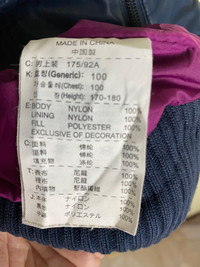 MADE IN CHINA
中国製
C: 男上装 175/92A
K: 호칭(Generic): 100
가슴둘레(Chest): 100
신장(Height): 170-180
E:BODY NYLON 100%
LINING NYLON 100%
FILL POLYESTER 100%
EXCLUSIVE OF DECORATION
C:面料 锦纶 100%
里料 锦纶 100%
填充物 涤纶 100%
T:表布 尼龍 100%
裡布 尼龍 100%
內填物 聚酯纖維 100%
J: ナイロン 100%
ナイロン 100%
ポリエステル 100%